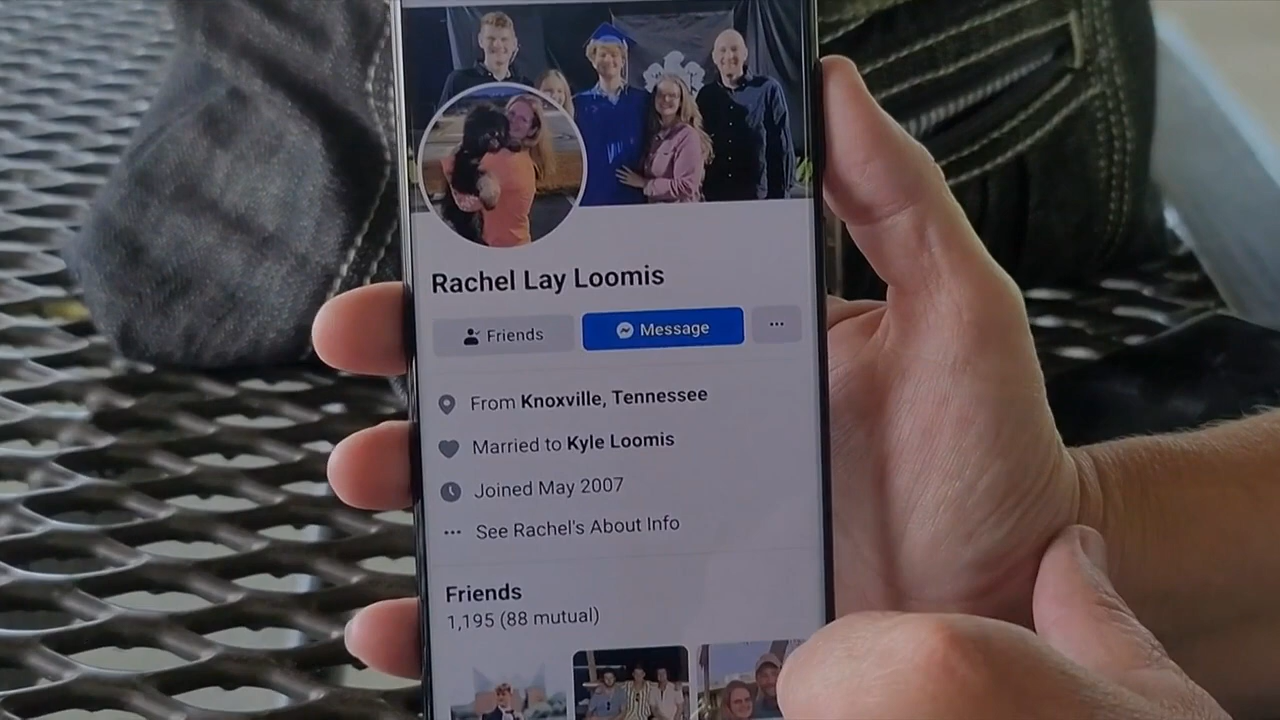 Rachel Lay Loomis
Friends
Message
From Knoxville, Tennessee
Married to Kyle Loomis
Joined May 2007
See Rachel's About Info
Friends
1,195 (88 mutual)